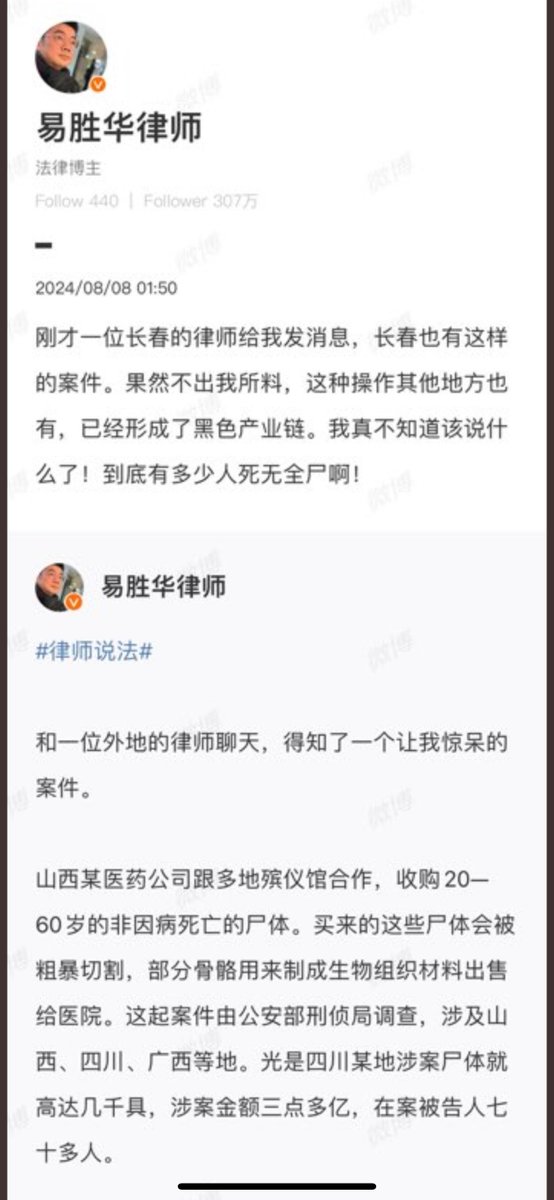 易胜华律师
法律博主
Follow 440 | Follower 307万
2024/08/08 01:50
刚才一位长春的律师给我发消息，长春也有这样
的案件。果然不出我所料，这种操作其他地方也
有，已经形成了黑色产业链。我真不知道该说什
么了！到底有多少人死无全尸啊！
易胜华律师
#律师说法#
和一位外地的律师聊天，得知了一个让我惊呆的
案件。
山西某医药公司跟多地殡仪馆合作，收购20—
60岁的非因病死亡的尸体。买来的这些尸体会被
粗暴切割，部分骨骼用来制成生物组织材料出售
给医院。这起案件由公安部刑侦局调查，涉及山
西、四川、广西等地。光是四川某地涉案尸体就
高达几千具，涉案金额三点多亿，在案被告人七
十多人。
微博